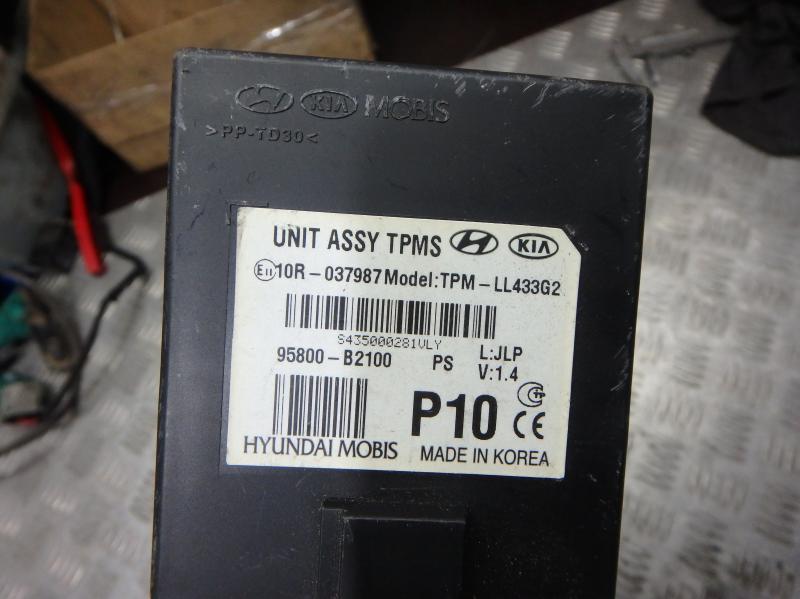 KIA MOBIS
>PP-TD30<
UNIT ASSY TPMS KIA
E11 10R-037987 Model:TPM-LL433G2
S435000281VLY
95800-B2100 PS L:JLP
V:1.4
P10 CE
HYUNDAI MOBIS MADE IN KOREA